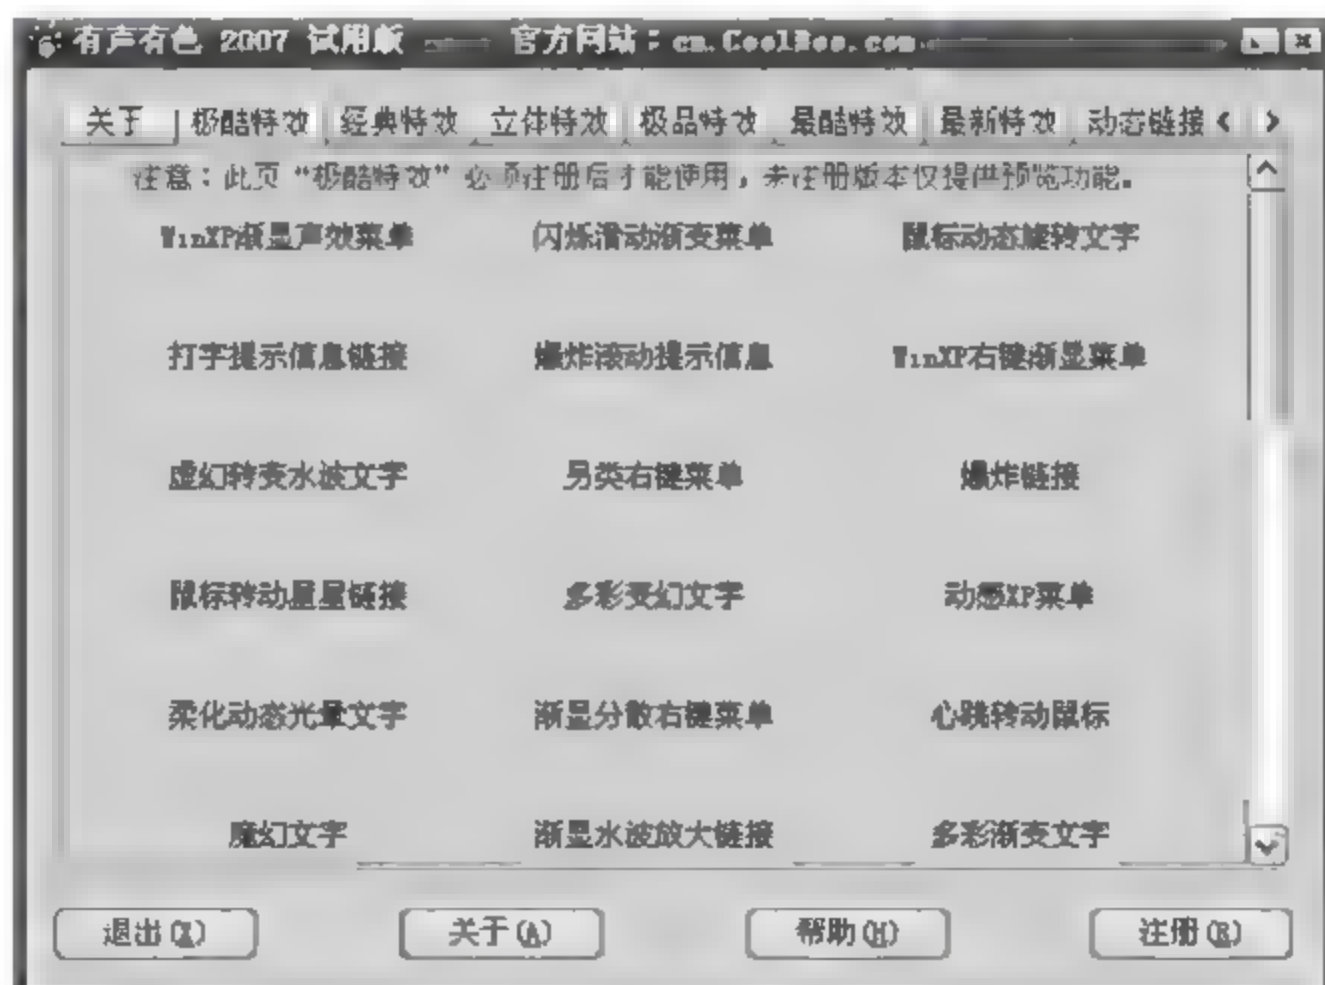 有声有色 2007 试用版 —— 官方网站：cn.CoolBos.com
关于 极酷特效 经典特效 立体特效 极品特效 最酷特效 最新特效 动态链接
注意：此页“极酷特效”必须注册后才能使用，未注册版本仅提供预览功能。
WinXP渐显声效菜单 闪烁滑动渐变菜单 鼠标动态旋转文字
打字提示信息链接 爆炸滚动提示信息 WinXP右键渐显菜单
虚幻转变水波文字 另类右键菜单 爆炸链接
鼠标转动星星链接 多彩变幻文字 动感XP菜单
柔化动态光晕文字 渐显分散右键菜单 心跳转动鼠标
魔幻文字 渐显水波放大链接 多彩渐变文字
退出(X) 关于(A) 帮助(H) 注册(R)